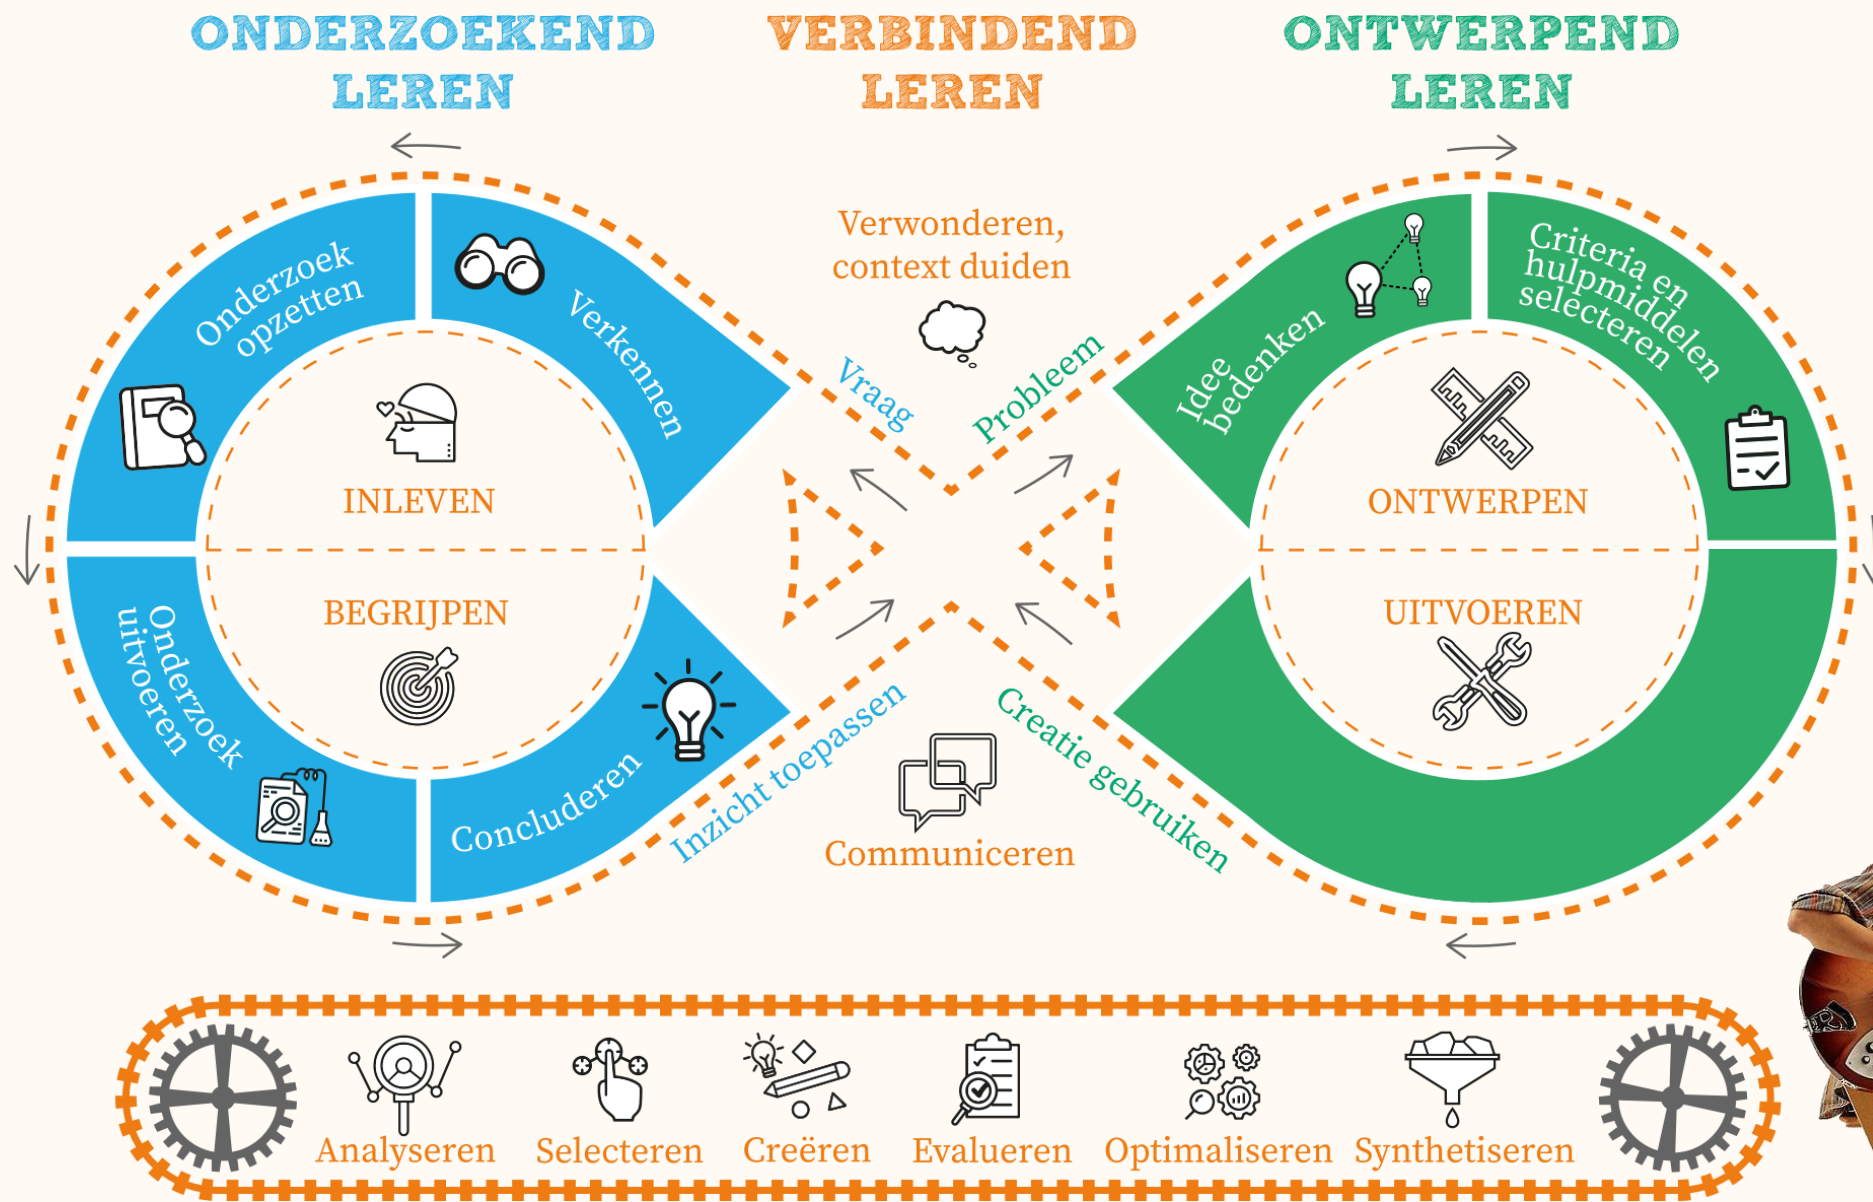 ONDERZOEKEND
LEREN
VERBINDEND
LEREN
ONTWERPEND
LEREN
Verwonderen,
context duiden
Onderzoek
opzetten
Verkennen
Vraag
Probleem
Idee
bedenken
Criteria en
hulpmiddelen
selecteren
INLEVEN
BEGRIJPEN
ONTWERPEN
UITVOEREN
Onderzoek
uitvoeren
Concluderen
Inzicht toepassen
Creatie gebruiken
Communiceren
Analyseren
Selecteren
Creëren
Evalueren
Optimaliseren
Synthetiseren